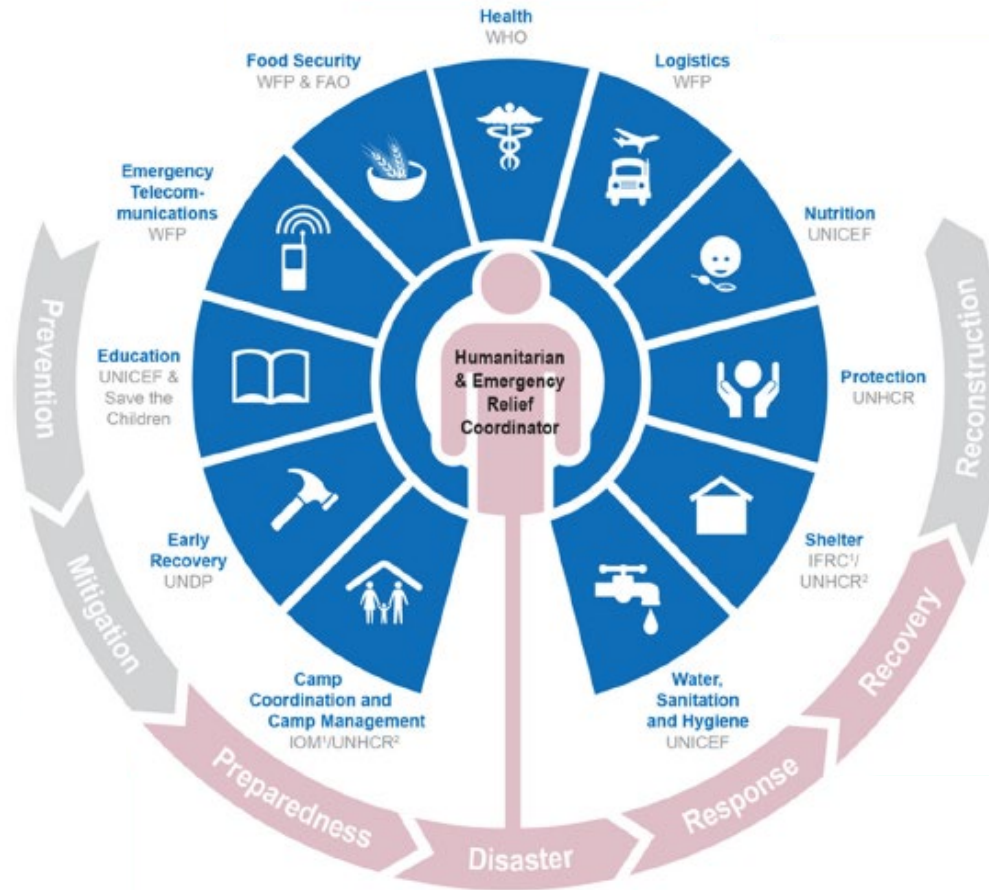 Health
WHO
Food Security
WFP & FAO
Logistics
WFP
Emergency
Telecom-
munications
WFP
Nutrition
UNICEF
Education
UNICEF &
Save the
Children
Humanitarian
& Emergency
Relief
Coordinator
Protection
UNHCR
Early
Recovery
UNDP
Shelter
IFRC¹/
UNHCR²
Camp
Coordination and
Camp Management
IOM¹/UNHCR²
Water,
Sanitation
and Hygiene
UNICEF
Prevention
Mitigation
Preparedness
Disaster
Response
Recovery
Reconstruction